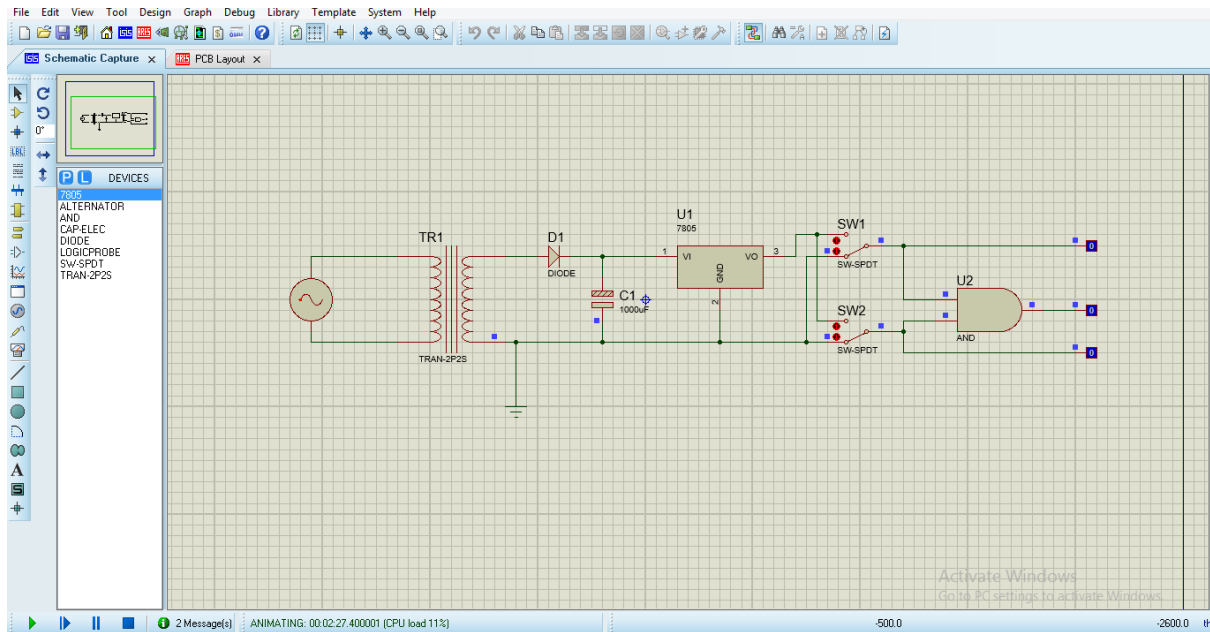 File Edit View Tool Design Graph Debug Library Template System Help
Schematic Capture PCB Layout
0°
LBL
P L DEVICES
7805
ALTERNATOR
AND
CAP-ELEC
DIODE
LOGICPROBE
SW-SPDT
TRAN-2P2S
A
S
TR1
TRAN-2P2S
D1
DIODE
C1
1000uF
U1
7805
1 VI VO 3
GND
2
SW1
SW-SPDT
SW2
SW-SPDT
U2
AND
0
0
0
Activate Windows
Go to PC settings to activate Windows.
2 Message(s) ANIMATING: 00:02:27.400001 (CPU load 11%) -500.0 -2600.0 th